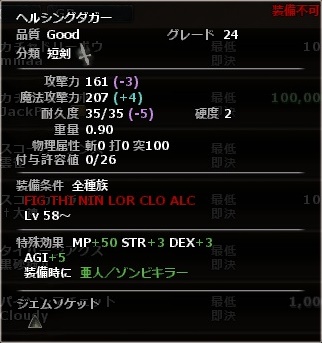 装備不可
ヘルシングダガー
品質 Good グレード 24
分類 短剣
攻撃力 161 (-3)
魔法攻撃力 207 (+4)
耐久度 35/35 (-5) 硬度 2
重量 0.90
物理属性 斬0 打0 突100
付与許容値 0/26
装備条件 全種族
FIG THI NIN LOR CLO ALC
Lv 58～
特殊効果 MP+50 STR+3 DEX+3
AGI+5
装備時に 亜人／ゾンビキラー
ジェムソケット